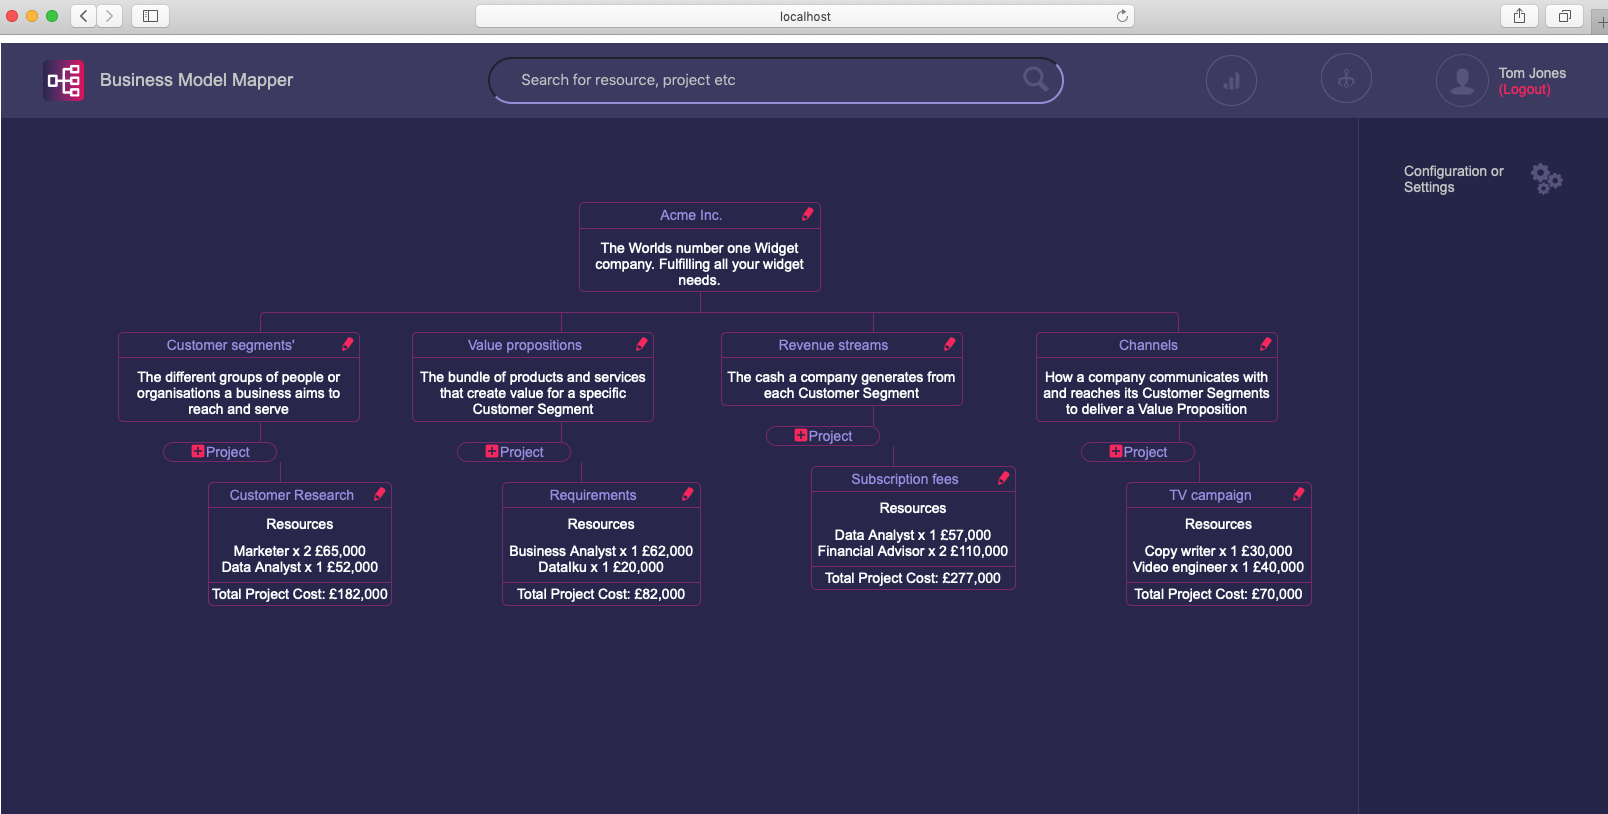 localhost
Business Model Mapper
Search for resource, project etc
Tom Jones
(Logout)
Configuration or
Settings
Acme Inc.
The Worlds number one Widget
company. Fulfilling all your widget
needs.
Customer segments'
The different groups of people or
organisations a business aims to
reach and serve
Project
Customer Research
Resources
Marketer x 2 £65,000
Data Analyst x 1 £52,000
Total Project Cost: £182,000
Value propositions
The bundle of products and services
that create value for a specific
Customer Segment
Project
Requirements
Resources
Business Analyst x 1 £62,000
DataIku x 1 £20,000
Total Project Cost: £82,000
Revenue streams
The cash a company generates from
each Customer Segment
Project
Subscription fees
Resources
Data Analyst x 1 £57,000
Financial Advisor x 2 £110,000
Total Project Cost: £277,000
Channels
How a company communicates with
and reaches its Customer Segments
to deliver a Value Proposition
Project
TV campaign
Resources
Copy writer x 1 £30,000
Video engineer x 1 £40,000
Total Project Cost: £70,000